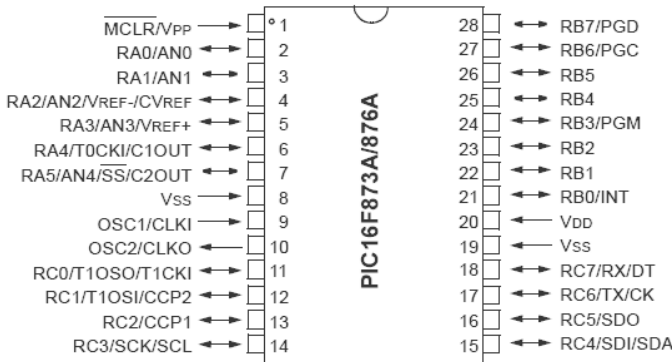 MCLR/VPP 1 28 RB7/PGD
RA0/AN0 2 27 RB6/PGC
RA1/AN1 3 26 RB5
RA2/AN2/VREF-/CVREF 4 25 RB4
RA3/AN3/VREF+ 5 24 RB3/PGM
RA4/T0CKI/C1OUT 6 23 RB2
RA5/AN4/SS/C2OUT 7 22 RB1
VSS 8 21 RB0/INT
OSC1/CLKI 9 20 VDD
OSC2/CLKO 10 19 VSS
RC0/T1OSO/T1CKI 11 18 RC7/RX/DT
RC1/T1OSI/CCP2 12 17 RC6/TX/CK
RC2/CCP1 13 16 RC5/SDO
RC3/SCK/SCL 14 15 RC4/SDI/SDA
PIC16F873A/876A